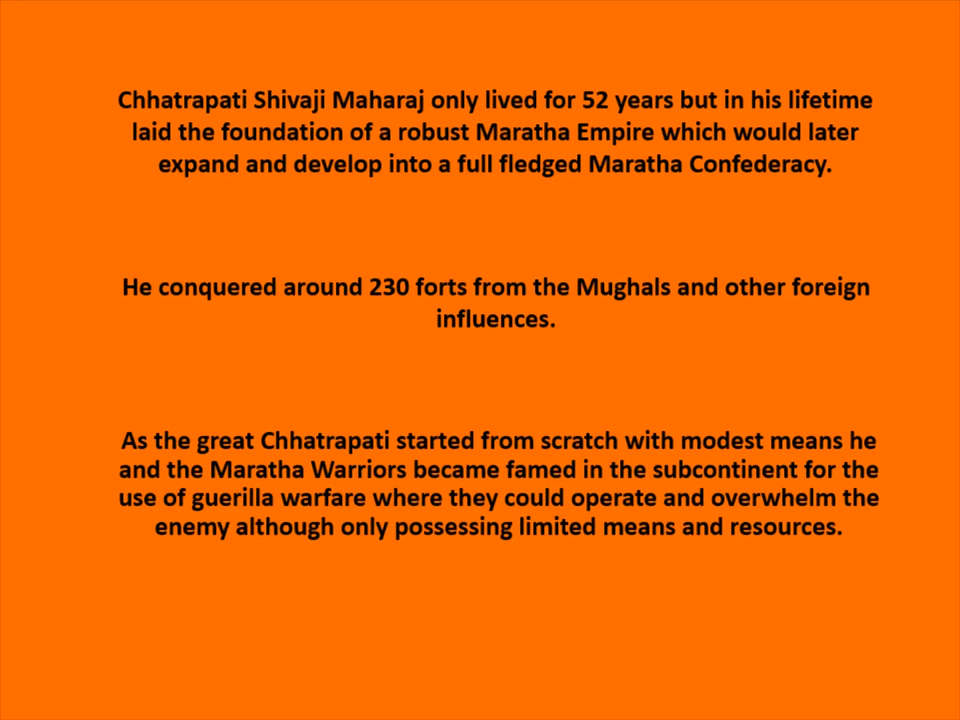 Chhatrapati Shivaji Maharaj only lived for 52 years but in his lifetime
laid the foundation of a robust Maratha Empire which would later
expand and develop into a full fledged Maratha Confederacy.
He conquered around 230 forts from the Mughals and other foreign
influences.
As the great Chhatrapati started from scratch with modest means he
and the Maratha Warriors became famed in the subcontinent for the
use of guerilla warfare where they could operate and overwhelm the
enemy although only possessing limited means and resources.